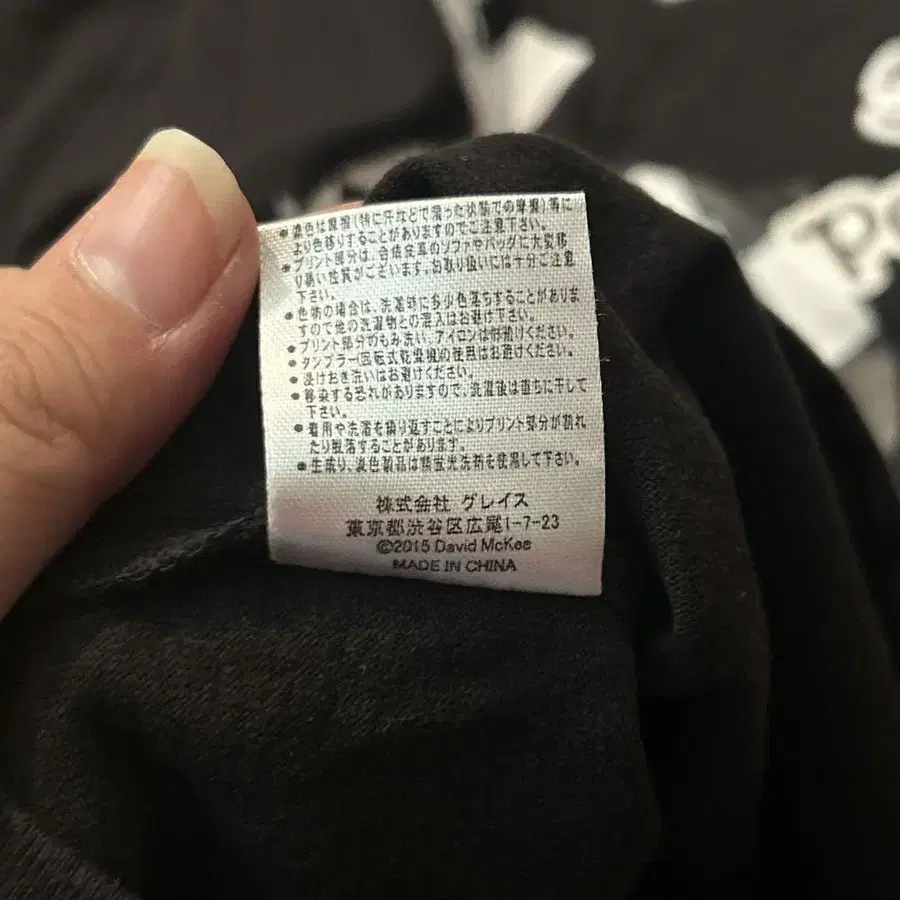 • 染色は摩擦(特に汗などで湿った状態での摩擦)等に
より色移りすることがありますのでご注意下さい。
• プリント部分は、合成皮革のソファやバッグに大変移
り易い性質がございます。お取り扱いには十分ご注意
下さい。
• 色物の場合は、洗濯時に多少色落ちすることがありま
すので他の洗濯物との混入はお避け下さい。
• プリント部分のもみ洗い、アイロンはお避けください。
• タンブラー(回転式乾燥機)の使用はお避けください。
• 浸けおき洗いはお避けください。
• 移染する恐れがありますので、洗濯後は直ちに干して
下さい。
• 着用や洗濯を繰り返すことによりプリント部分が割れ
たり脱落することがあります。
• 生成り、淡色製品は無蛍光洗剤を使用して下さい。
株式会社 グレイス
東京都渋谷区広尾1-7-23
©2015 David McKee
MADE IN CHINA